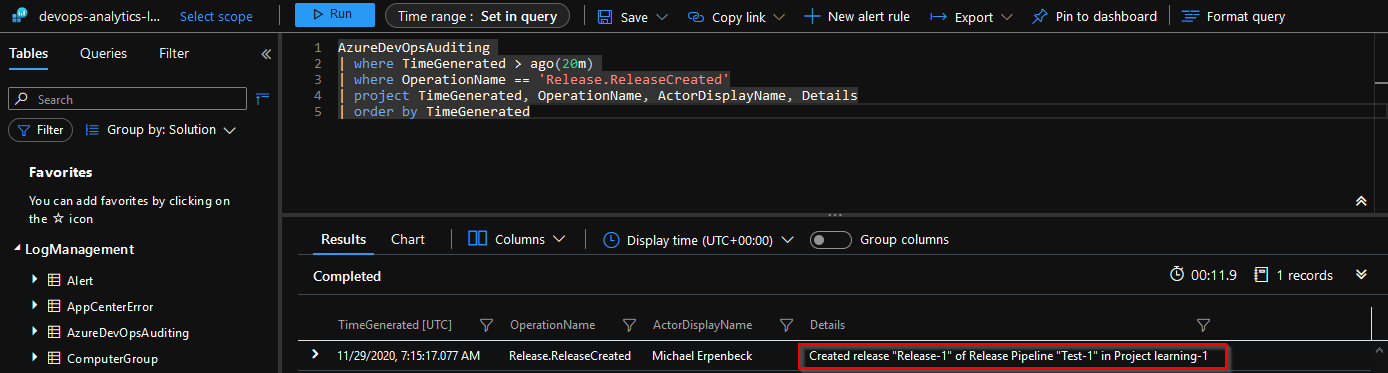 devops-analytics-l...
Select scope
Run
Time range : Set in query
Save
Copy link
New alert rule
Export
Pin to dashboard
Format query
Tables
Queries
Filter
Search
Filter
Group by: Solution
Favorites
You can add favorites by clicking on
the ☆ icon
LogManagement
Alert
AppCenterError
AzureDevOpsAuditing
ComputerGroup
1 AzureDevOpsAuditing
2 | where TimeGenerated > ago(20m)
3 | where OperationName == 'Release.ReleaseCreated'
4 | project TimeGenerated, OperationName, ActorDisplayName, Details
5 | order by TimeGenerated
Results
Chart
Columns
Display time (UTC+00:00)
Group columns
Completed
00:11.9
1 records
TimeGenerated [UTC] OperationName ActorDisplayName Details
11/29/2020, 7:15:17.077 AM Release.ReleaseCreated Michael Erpenbeck Created release "Release-1" of Release Pipeline "Test-1" in Project learning-1